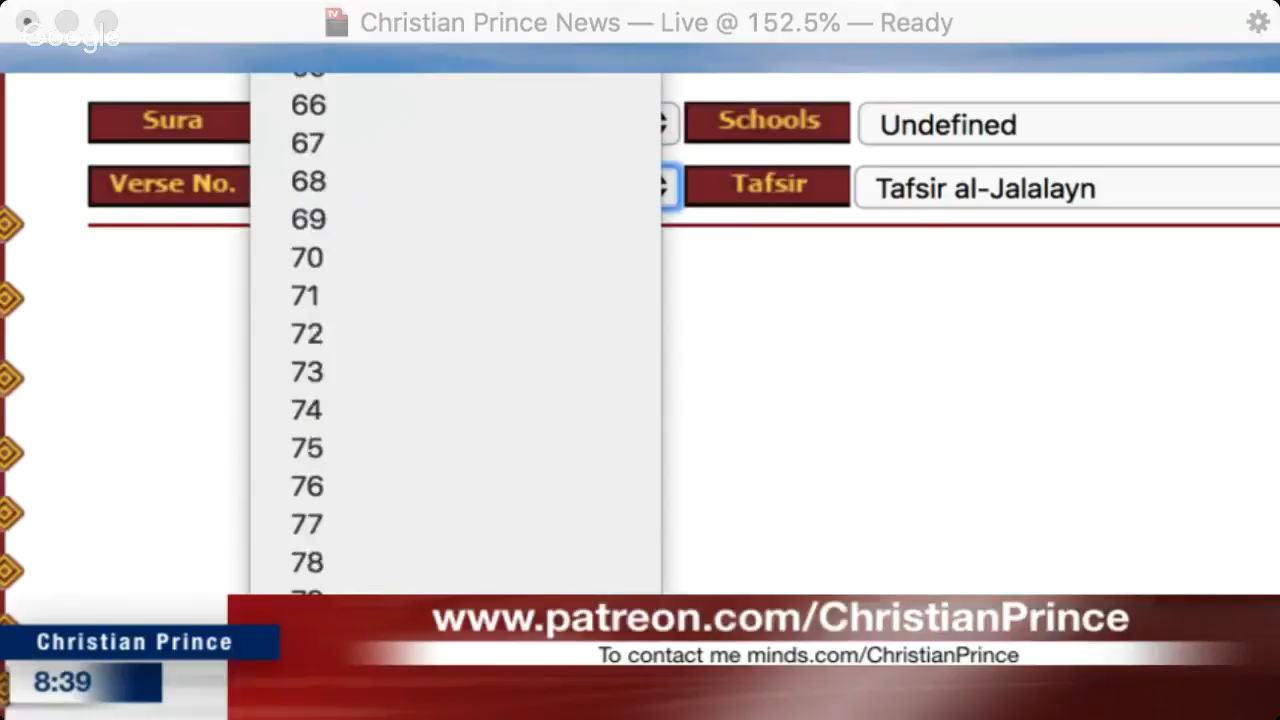 Christian Prince News — Live @ 152.5% — Ready
Google
Sura
Schools
Undefined
Verse No.
Tafsir
Tafsir al-Jalalayn
66
67
68
69
70
71
72
73
74
75
76
77
78
www.patreon.com/ChristianPrince
To contact me minds.com/ChristianPrince
Christian Prince
8:39